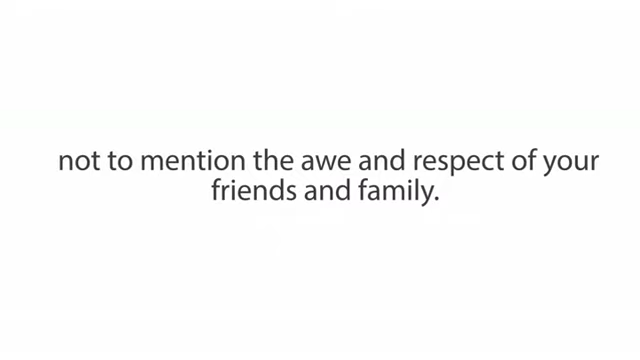 not to mention the awe and respect of your
friends and family.